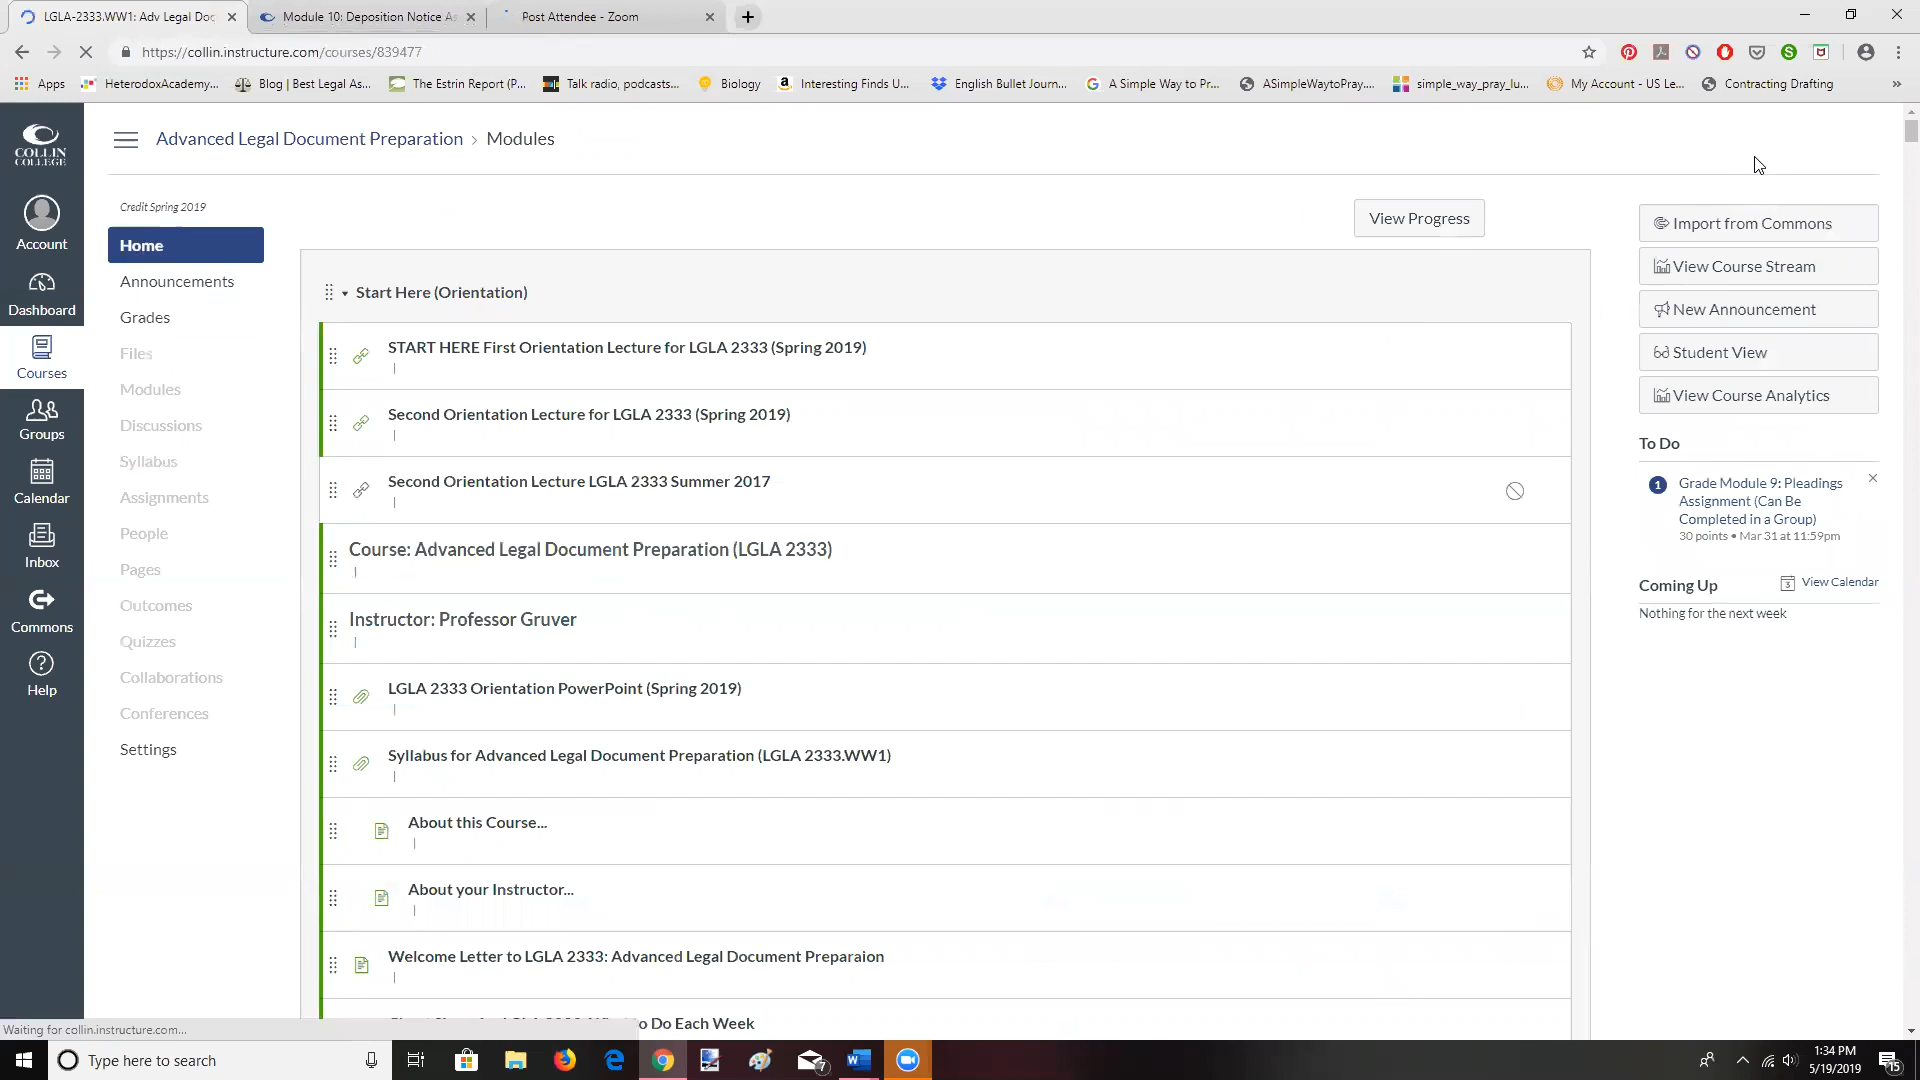 LGLA-2333.WW1: Adv Legal Doc
Module 10: Deposition Notice As
Post Attendee - Zoom
https://collin.instructure.com/courses/839477
Apps
HeterodoxAcademy...
Blog | Best Legal As...
The Estrin Report (P...
Talk radio, podcasts...
Biology
Interesting Finds U...
English Bullet Journ...
A Simple Way to Pr...
ASimpleWaytoPray....
simple_way_pray_lu...
My Account - US Le...
Contracting Drafting
COLLIN
COLLEGE
Account
Dashboard
Courses
Groups
Calendar
Inbox
Commons
Help
Advanced Legal Document Preparation > Modules
Credit Spring 2019
Home
Announcements
Grades
Files
Modules
Discussions
Syllabus
Assignments
People
Pages
Outcomes
Quizzes
Collaborations
Conferences
Settings
View Progress
Start Here (Orientation)
START HERE First Orientation Lecture for LGLA 2333 (Spring 2019)
Second Orientation Lecture for LGLA 2333 (Spring 2019)
Second Orientation Lecture LGLA 2333 Summer 2017
Course: Advanced Legal Document Preparation (LGLA 2333)
Instructor: Professor Gruver
LGLA 2333 Orientation PowerPoint (Spring 2019)
Syllabus for Advanced Legal Document Preparation (LGLA 2333.WW1)
About this Course...
About your Instructor...
Welcome Letter to LGLA 2333: Advanced Legal Document Preparaion
to Do Each Week
Import from Commons
View Course Stream
New Announcement
Student View
View Course Analytics
To Do
1
Grade Module 9: Pleadings
Assignment (Can Be
Completed in a Group)
30 points • Mar 31 at 11:59pm
Coming Up
3 View Calendar
Nothing for the next week
Waiting for collin.instructure.com...
Type here to search
7
1:34 PM
5/19/2019
15